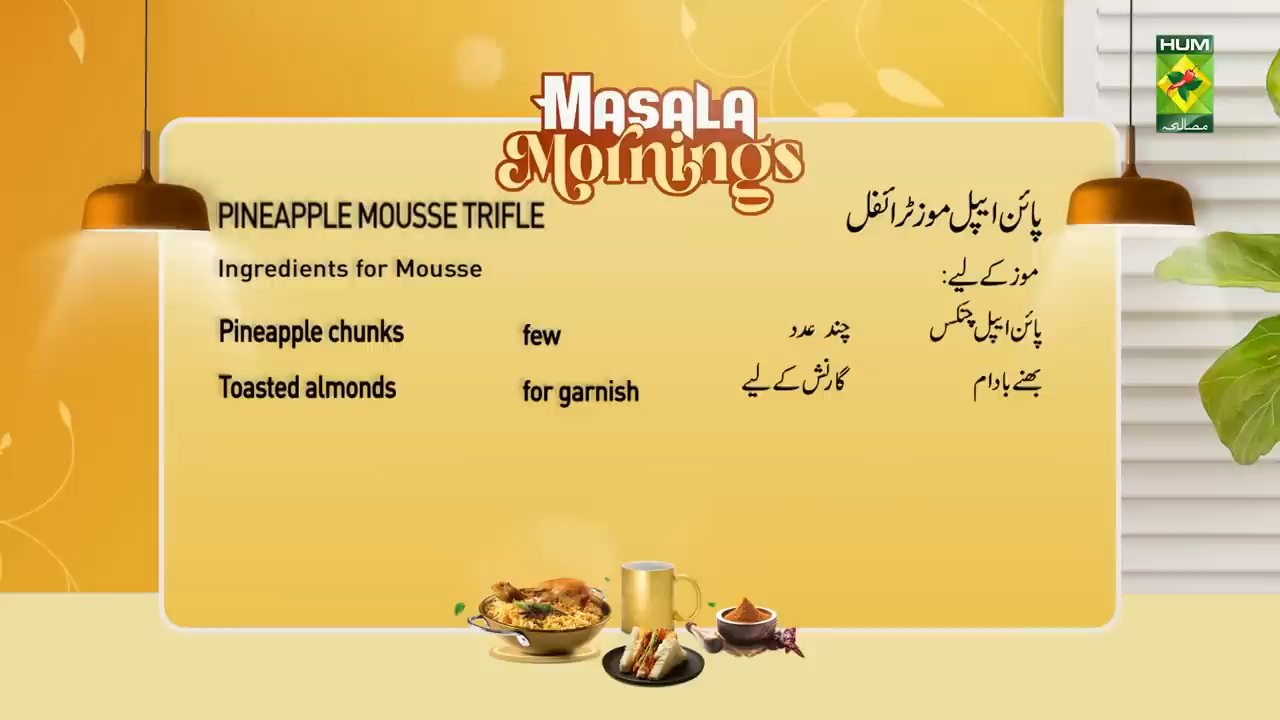 HUM
مصالحہ
MASALA
Mornings
PINEAPPLE MOUSSE TRIFLE پائن ایپل موز ٹرائفل
Ingredients for Mousse موز کے لیے:
Pineapple chunks few چند عدد پائن ایپل چنکس
Toasted almonds for garnish گارنش کے لیے بھنے بادام